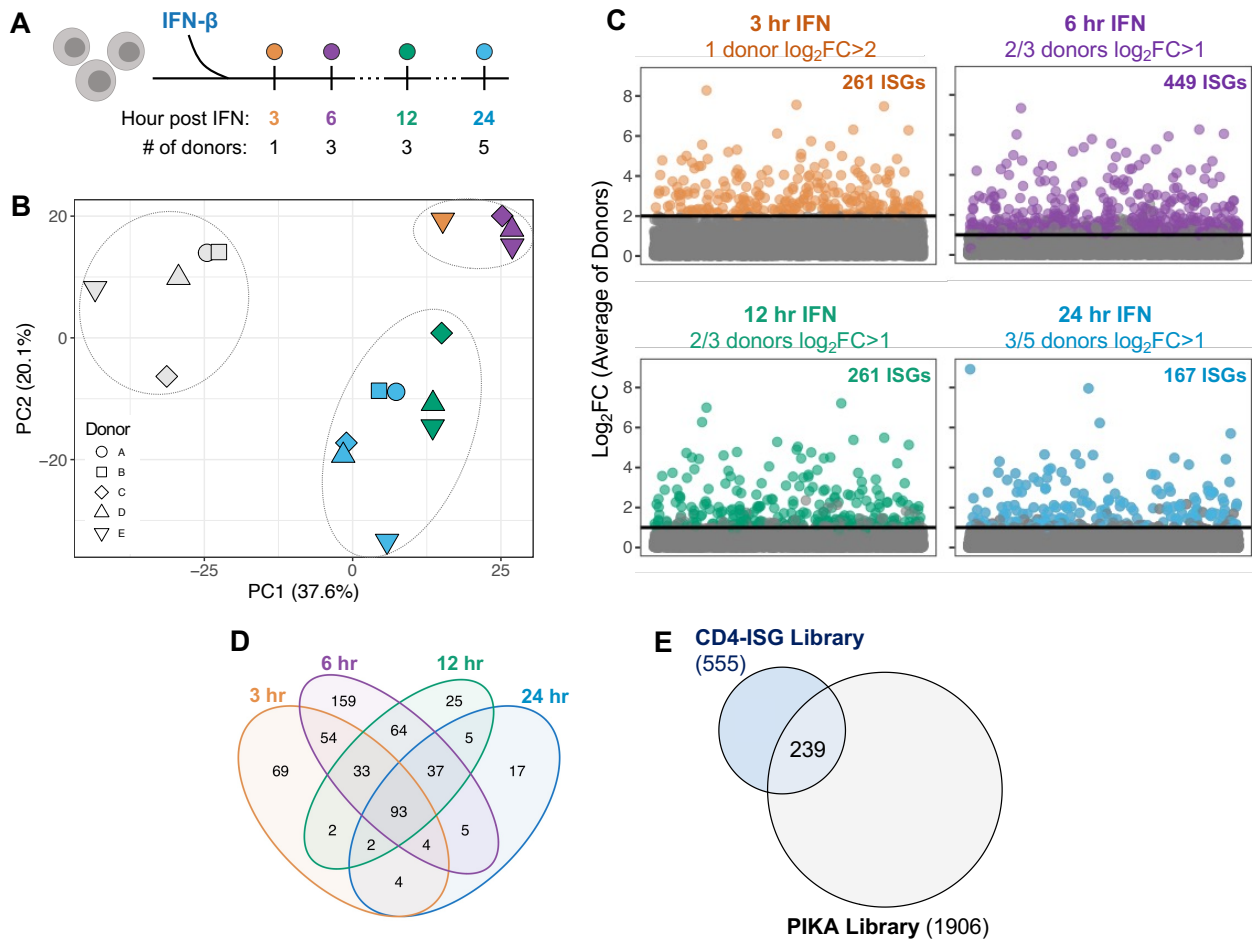 A
IFN-β
Hour post IFN: 3 6 12 24
# of donors: 1 3 3 5
B
20
0
−20
PC2 (20.1%)
−25 0 25
PC1 (37.6%)
Donor
A
B
C
D
E
C
3 hr IFN
1 donor log₂FC>2
261 ISGs
6 hr IFN
2/3 donors log₂FC>1
449 ISGs
8
6
4
2
0
12 hr IFN
2/3 donors log₂FC>1
261 ISGs
24 hr IFN
3/5 donors log₂FC>1
167 ISGs
8
6
4
2
0
Log₂FC (Average of Donors)
D
3 hr
6 hr
12 hr
24 hr
159 25
54 64 5
69 33 37 17
93
2 2 4 5
4
E
CD4-ISG Library
(555)
239
PIKA Library (1906)